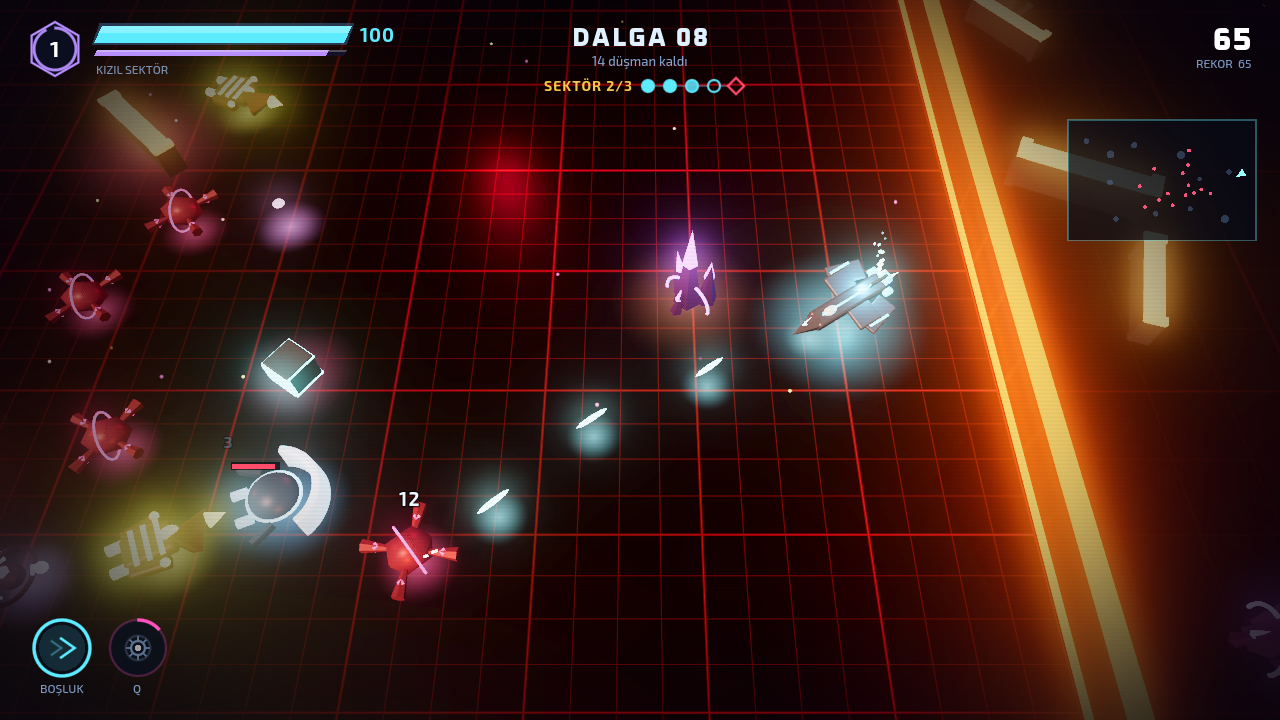 1
100
KIZIL SEKTÖR
DALGA 08
14 düşman kaldı
SEKTÖR 2/3
65
REKOR 65
3
12
BOŞLUK
Q